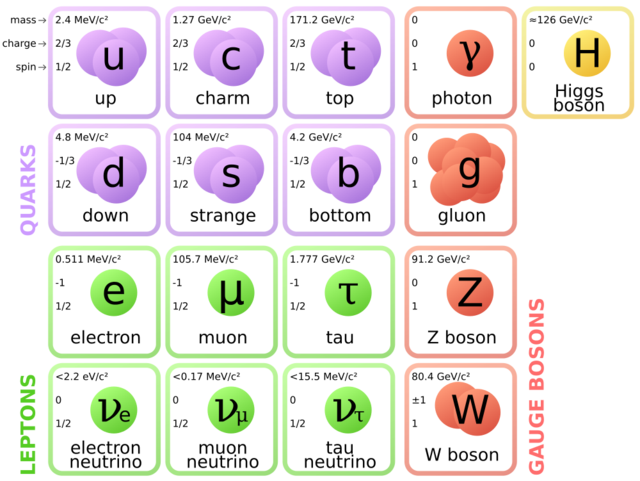 mass→ 2.4 MeV/c²
charge→ 2/3
spin→ 1/2
u
up
1.27 GeV/c²
2/3
1/2
c
charm
171.2 GeV/c²
2/3
1/2
t
top
0
0
1
γ
photon
≈126 GeV/c²
0
0
H
Higgs
boson
QUARKS
4.8 MeV/c²
-1/3
1/2
d
down
104 MeV/c²
-1/3
1/2
s
strange
4.2 GeV/c²
-1/3
1/2
b
bottom
0
0
1
g
gluon
LEPTONS
0.511 MeV/c²
-1
1/2
e
electron
105.7 MeV/c²
-1
1/2
μ
muon
1.777 GeV/c²
-1
1/2
τ
tau
91.2 GeV/c²
0
1
Z
Z boson
<2.2 eV/c²
0
1/2
νe
electron
neutrino
<0.17 MeV/c²
0
1/2
νμ
muon
neutrino
<15.5 MeV/c²
0
1/2
ντ
tau
neutrino
80.4 GeV/c²
±1
1
W
W boson
GAUGE BOSONS